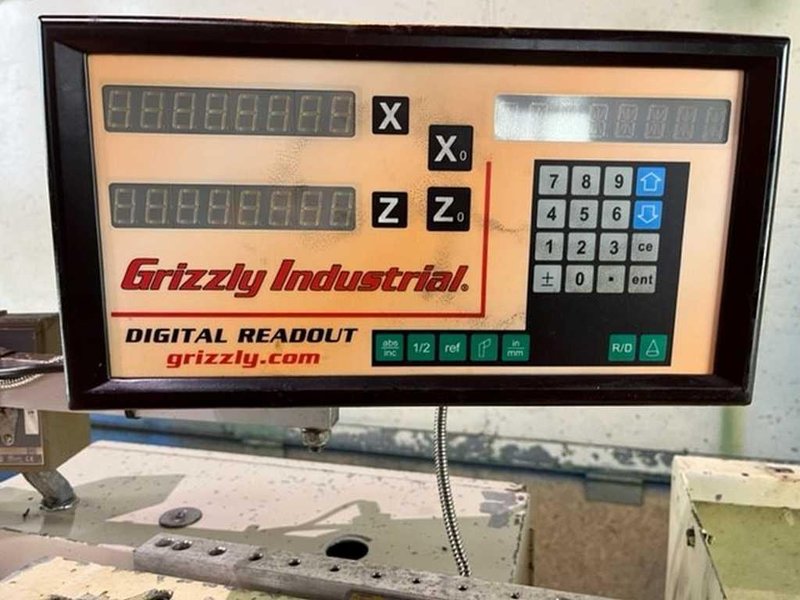 X
X0
Z Z0
7 8 9
4 5 6
1 2 3 ce
± 0 . ent
Grizzly Industrial®
DIGITAL READOUT
grizzly.com
abs
inc
1/2
ref
in
mm
R/D